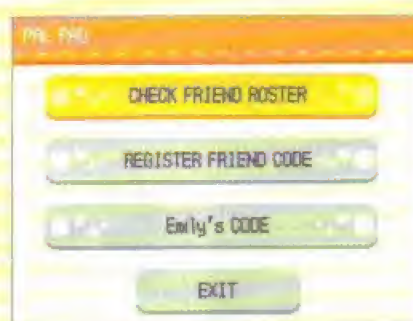 PAL PAD
CHECK FRIEND ROSTER
REGISTER FRIEND CODE
Emily's CODE
EXIT